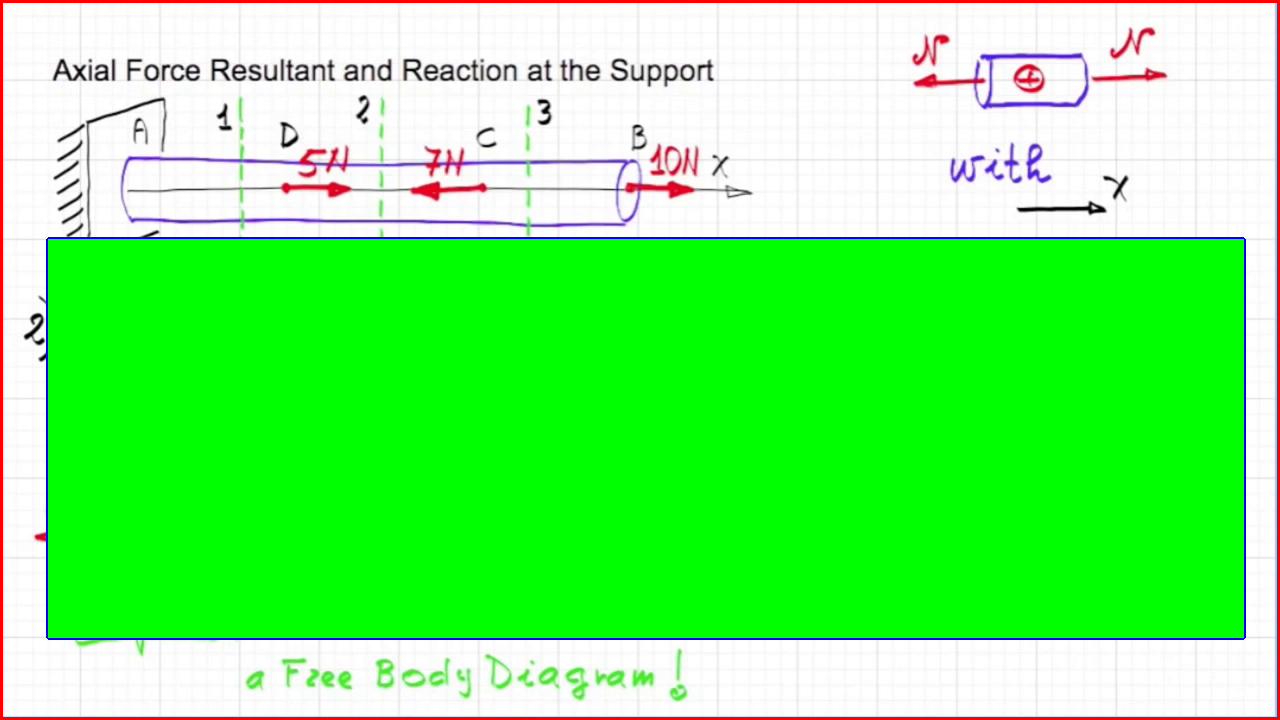 Axial Force Resultant and Reaction at the Support
N N
1 2 3
A D C B
5N 7N 10N X
with
X
2
a Free Body Diagram!